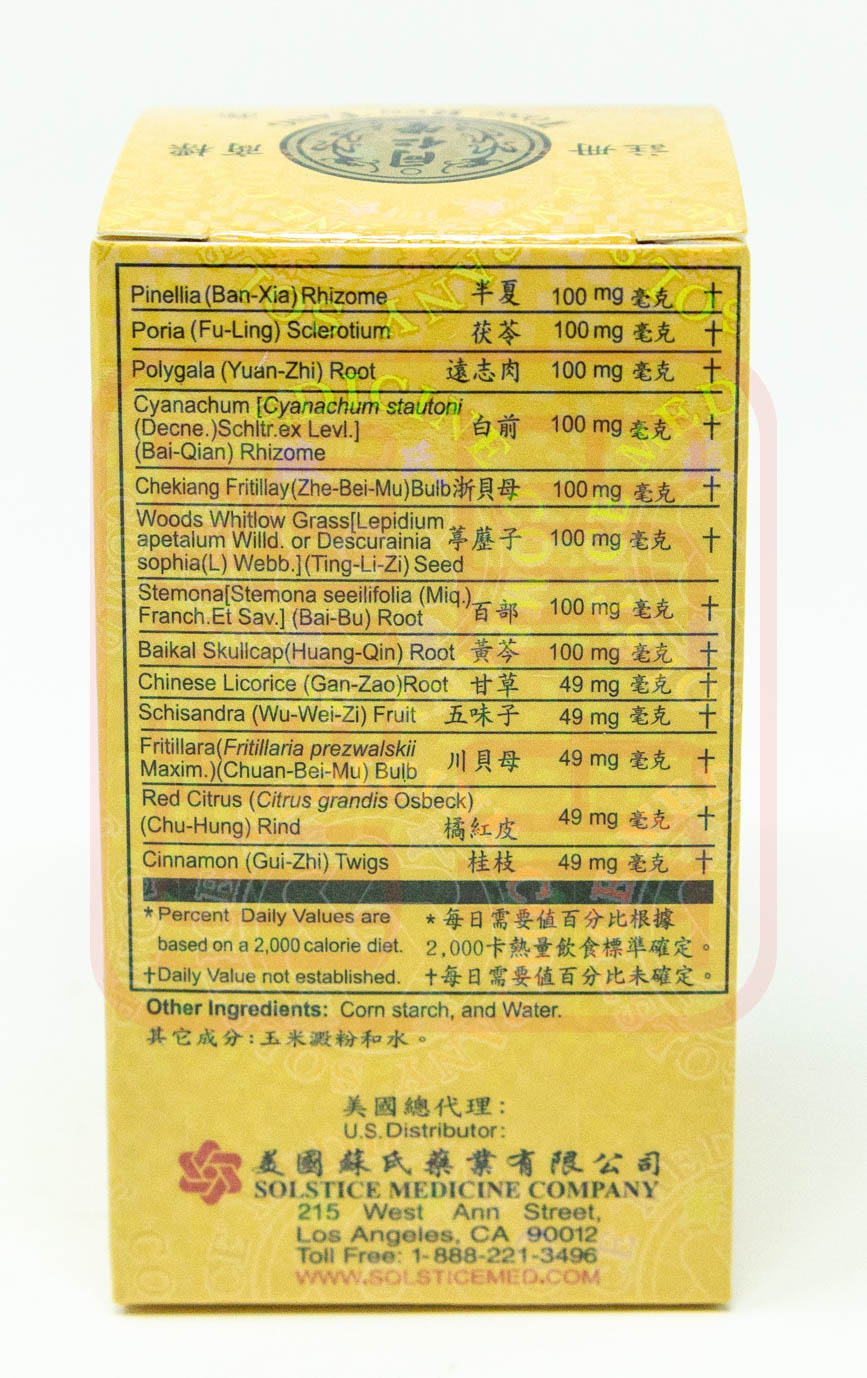 註冊 商標
同仁堂
Pinellia (Ban-Xia) Rhizome 半夏 100 mg 毫克 †
Poria (Fu-Ling) Sclerotium 茯苓 100 mg 毫克 †
Polygala (Yuan-Zhi) Root 遠志肉 100 mg 毫克 †
Cyanachum [Cyanachum stautoni
(Decne.)Schltr.ex Levl.] 白前 100 mg 毫克 †
(Bai-Qian) Rhizome
Chekiang Fritillay(Zhe-Bei-Mu)Bulb浙貝母 100 mg 毫克 †
Woods Whitlow Grass[Lepidium
apetalum Willd. or Descurainia 葶藶子 100 mg 毫克 †
sophia(L) Webb.](Ting-Li-Zi) Seed
Stemona[Stemona seeilifolia (Miq.)
Franch.Et Sav.] (Bai-Bu) Root 百部 100 mg 毫克 †
Baikal Skullcap(Huang-Qin) Root 黃芩 100 mg 毫克 †
Chinese Licorice (Gan-Zao)Root 甘草 49 mg 毫克 †
Schisandra (Wu-Wei-Zi) Fruit 五味子 49 mg 毫克 †
Fritillara(Fritillaria prezwalskii
Maxim.)(Chuan-Bei-Mu) Bulb 川貝母 49 mg 毫克 †
Red Citrus (Citrus grandis Osbeck)
(Chu-Hung) Rind 橘紅皮 49 mg 毫克 †
Cinnamon (Gui-Zhi) Twigs 桂枝 49 mg 毫克 †
* Percent Daily Values are
based on a 2,000 calorie diet.
* 每日需要值百分比根據
2,000卡熱量飲食標準確定。
†Daily Value not established.
†每日需要值百分比未確定。
Other Ingredients: Corn starch, and Water.
其它成分：玉米澱粉和水。
美國總代理：
U.S. Distributor:
美國蘇氏藥業有限公司
SOLSTICE MEDICINE COMPANY
215 West Ann Street,
Los Angeles, CA 90012
Toll Free: 1-888-221-3496
WWW.SOLSTICEMED.COM